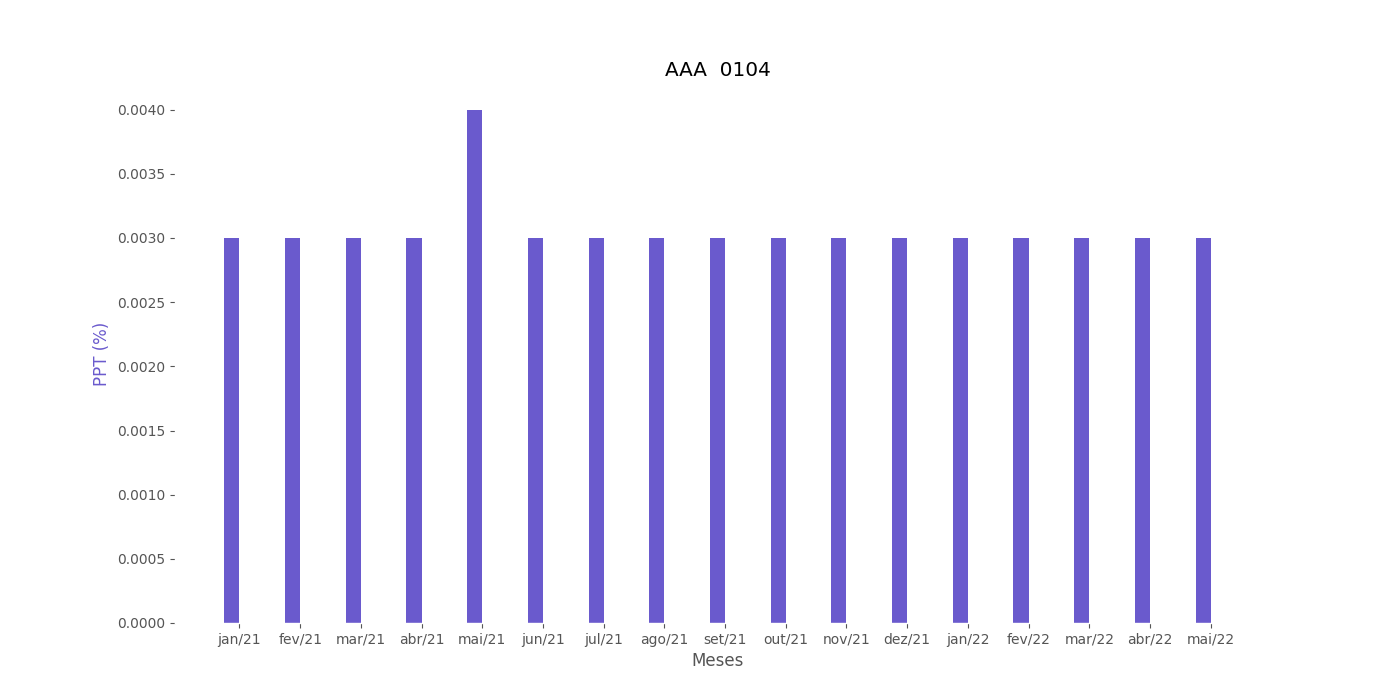 AAA  0104
0.0040
0.0035
0.0030
0.0025
0.0020
0.0015
0.0010
0.0005
0.0000
PPT (%)
jan/21 fev/21 mar/21 abr/21 mai/21 jun/21 jul/21 ago/21 set/21 out/21 nov/21 dez/21 jan/22 fev/22 mar/22 abr/22 mai/22
Meses